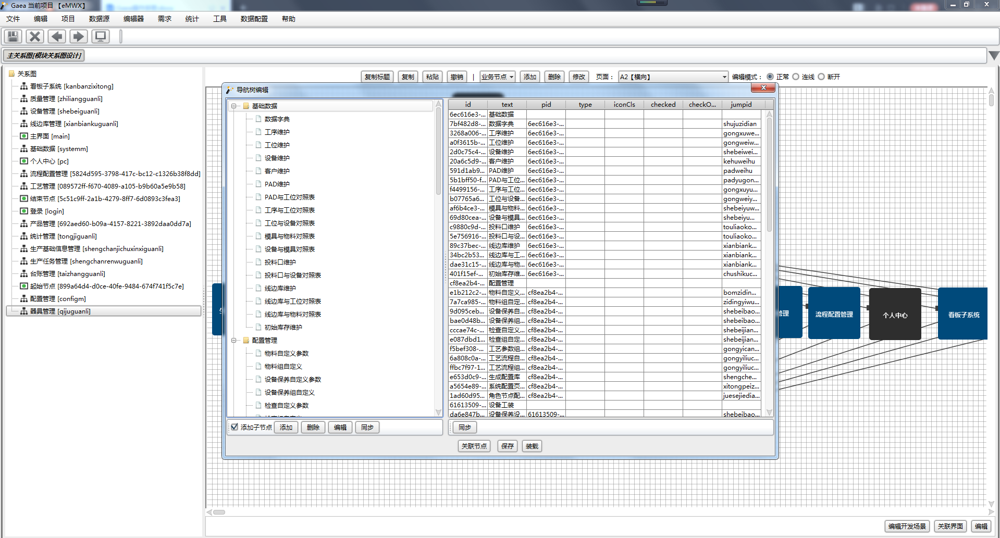 Gaea 当前项目 【eMWX】
文件 编辑 项目 数据源 编辑器 需求 统计 工具 数据配置 帮助
主关系图[模块关系图设计]
关系图
看板子系统 [kanbanzixitong]
质量管理 [zhiliangguanli]
设备管理 [shebeiguanli]
线边库管理 [xianbiankuguanli]
主界面 [main]
基础数据 [systemm]
个人中心 [pc]
流程配置管理 [5824d595-3798-417c-bc12-c1326b38f8dd]
工艺管理 [089572ff-f670-4089-a105-b9b60a5e9b58]
结束节点 [5c51c9ff-2a1b-4279-8ff7-6d0893c3fea3]
登录 [login]
产品管理 [692aed60-b09a-4157-8221-3892daa0dd7a]
统计管理 [tongjiguanli]
生产基础信息管理 [shengchanjichuxinxiguanli]
生产任务管理 [shengchanrenwuguanli]
台账管理 [taizhangguanli]
起始节点 [899a64d4-d0ce-40fe-9484-674f741f5c7e]
配置管理 [configm]
器具管理 [qijuguanli]
复制标题 复制 粘贴 撤销 | 业务节点 添加 删除 修改 页面： A2【横向】 编辑模式： 正常 连线 断开
导航树编辑
基础数据
数据字典
工序维护
工位维护
设备维护
客户维护
PAD维护
PAD与工位对照表
工序与工位对照表
工位与设备对照表
模具与物料对照表
设备与模具对照表
投料口维护
投料口与设备对照表
线边库维护
线边库与工位对照表
线边库与物料对照表
初始库存维护
配置管理
物料自定义参数
物料组自定义
设备保养自定义参数
设备保养组自定义
检查自定义参数
添加子节点 添加 删除 编辑 同步
id text pid type iconCls checked checkO... jumpid
6ec616e3-... 基础数据
7bf482d8-... 数据字典 6ec616e3-... shujuzidian
3268a006-... 工序维护 6ec616e3-... gongxuwe...
a0f3615b-... 工位维护 6ec616e3-... gongweiw...
2d0c75c4-... 设备维护 6ec616e3-... shebeiwei...
20a6c5d9-... 客户维护 6ec616e3-... kehuweihu
591d1ab9... PAD维护 6ec616e3-... padweihu
5b1bff50-f... PAD与工位... 6ec616e3-... padyugon...
f4499156-... 工序与工位... 6ec616e3-... gongxuyu...
b07765a6... 工位与设备... 6ec616e3-... gongweiy...
af6b4ce3-... 模具与物料... 6ec616e3-... shebeiyuw...
69d80cea-... 设备与模具... 6ec616e3-... shebeiyu...
c9880c9d-... 投料口维护 6ec616e3-... touliaoko...
5e756916-... 投料口与设... 6ec616e3-... touliaoko...
89c37bec-... 线边库维护 6ec616e3-... xianbiank...
34bc2b53... 线边库与工... 6ec616e3-... xianbiank...
dae31c15-... 线边库与物... 6ec616e3-... xianbiank...
401f15ef-... 初始库存维... 6ec616e3-... chushikuc...
cf8ea2b4-... 配置管理
e1b212c2-... 物料自定义... cf8ea2b4-... bomzidin...
7a7ca985-... 物料组自定... cf8ea2b4-... zidingyiwu...
9d095ceb... 设备保养自... cf8ea2b4-... shebeibao...
bae0d48b... 设备保养组... cf8ea2b4-... shebeibao...
cccae74c-... 检查自定义... cf8ea2b4-... shebeijian...
e087dbd1... 检查组自定... cf8ea2b4-... shebeijian...
f5bef308-... 工艺参数组... cf8ea2b4-... gongyican...
6a808c0a-... 工艺流程自... cf8ea2b4-... gongyiliuc...
ffbc7f97-1... 工艺流程组... cf8ea2b4-... gongyiliuc...
e653d0c9-... 生成配置库 cf8ea2b4-... shengche...
a5654e89-... 系统配置页... cf8ea2b4-... xitongpeiz...
1ad60d95... 角色节点配... cf8ea2b4-... juesejiedia...
61613509-... 设备工装
da6e847b... 设备保养设... 61613509-... shebeibao...
同步
关联节点 保存 装载
管理 流程配置管理 个人中心 看板子系统
编辑开发场景 关联界面 编辑